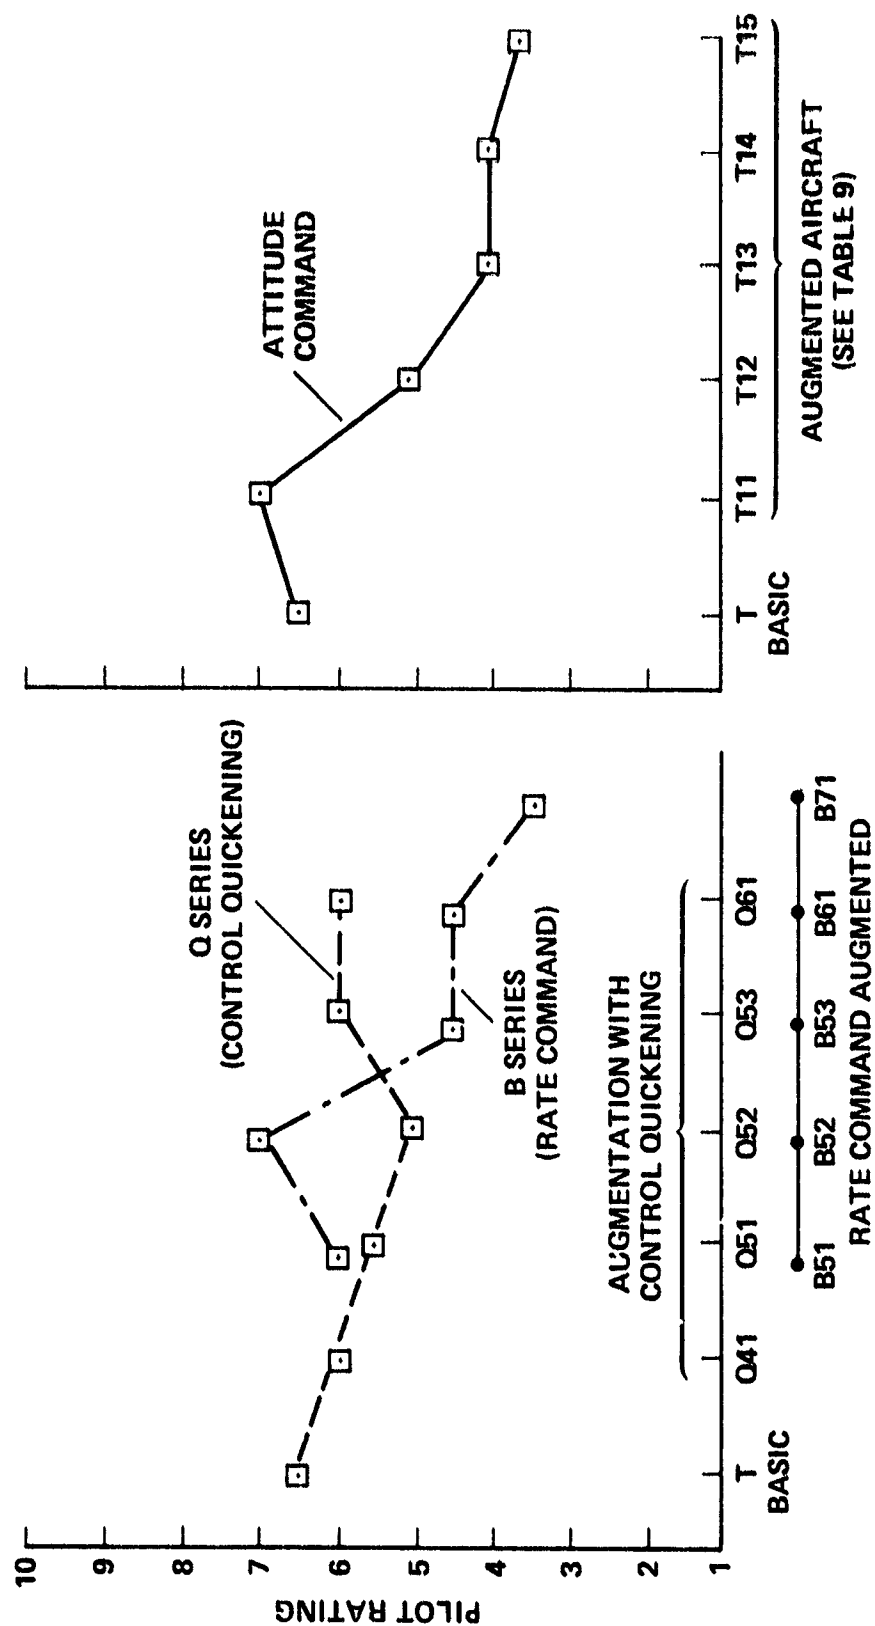 PILOT RATING
10
9
8
7
6
5
4
3
2
1
Q SERIES
(CONTROL QUICKENING)
B SERIES
(RATE COMMAND)
AUGMENTATION WITH
CONTROL QUICKENING
T
Q41
Q51
Q52
Q53
Q61
BASIC
B51
B52
B53
B61
B71
RATE COMMAND AUGMENTED
ATTITUDE
COMMAND
T
T11
T12
T13
T14
T15
BASIC
AUGMENTED AIRCRAFT
(SEE TABLE 9)